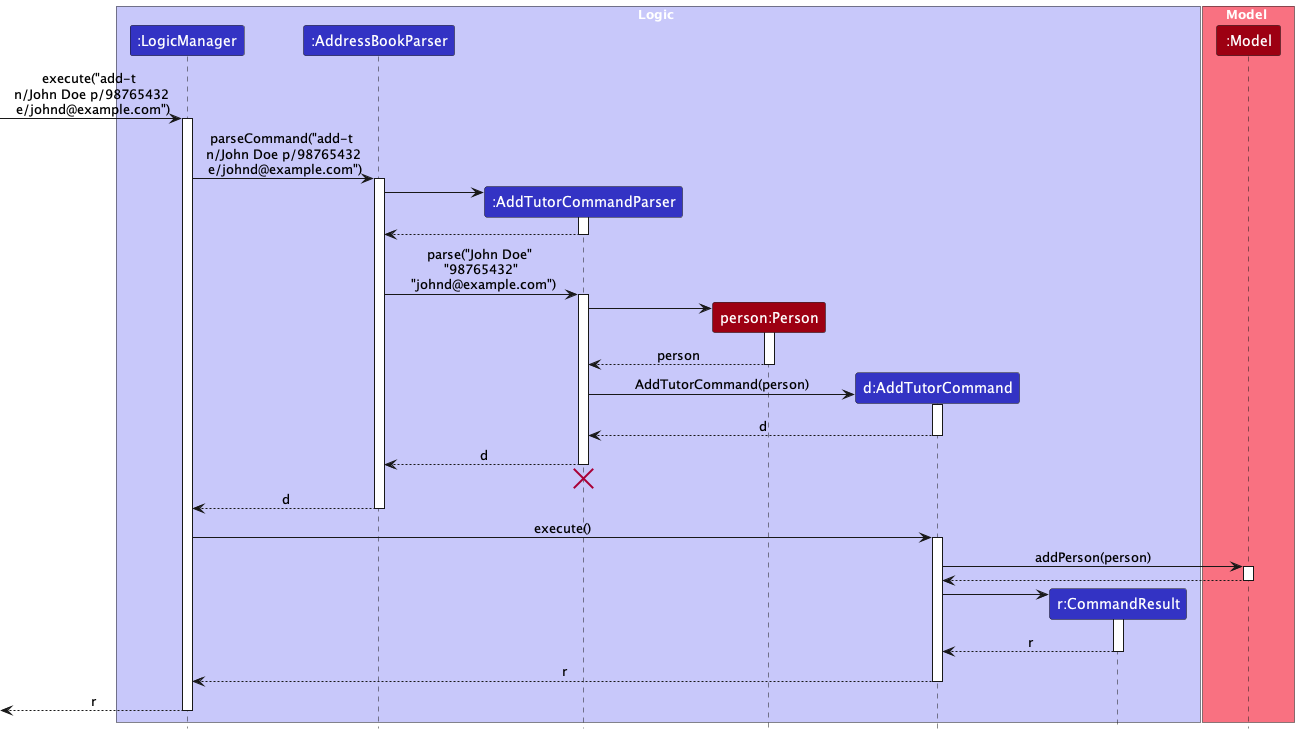 Logic
Model
:LogicManager
:AddressBookParser
:Model
execute("add-t
n/John Doe p/98765432
e/johnd@example.com")
parseCommand("add-t
n/John Doe p/98765432
e/johnd@example.com")
:AddTutorCommandParser
parse("John Doe"
"98765432"
"johnd@example.com")
person:Person
person
AddTutorCommand(person)
d:AddTutorCommand
d
d
d
execute()
addPerson(person)
r:CommandResult
r
r
r